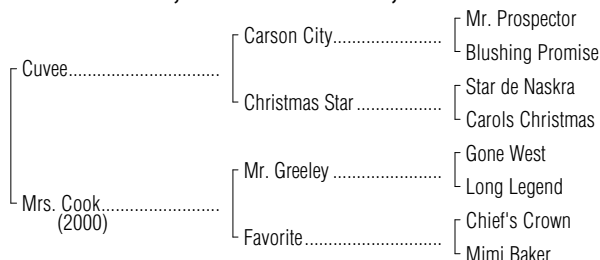 Mr. Prospector
Carson City
Blushing Promise
Cuvee
Star de Naskra
Christmas Star
Carols Christmas
Gone West
Mr. Greeley
Long Legend
Mrs. Cook
(2000)
Chief's Crown
Favorite
Mimi Baker